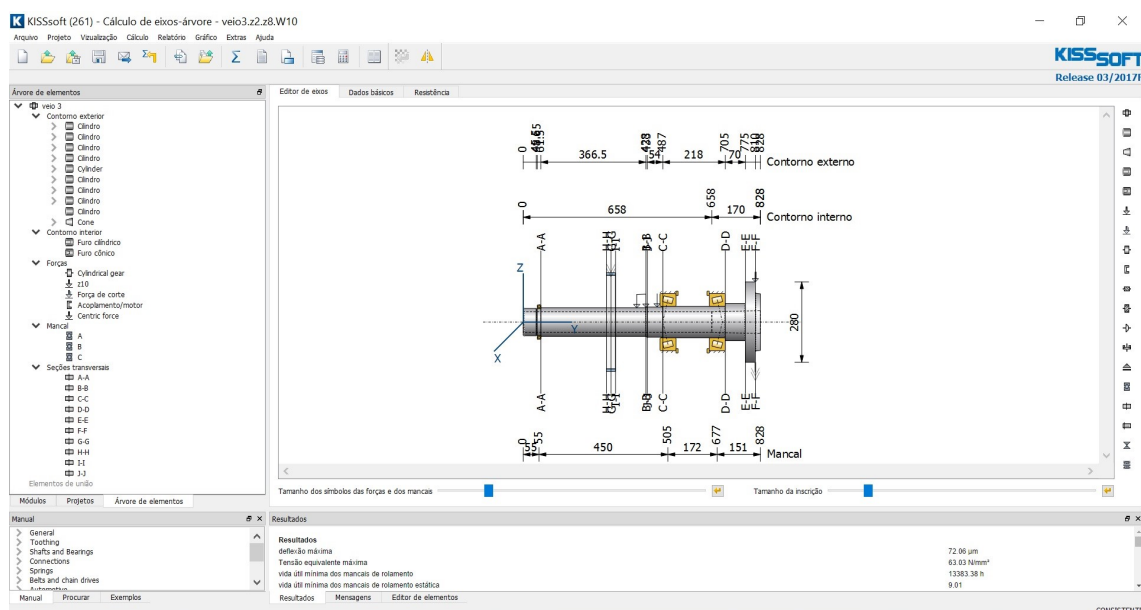 KISSsoft (261) - Cálculo de eixos-árvore - veio3.z2.z8.W10
Arquivo Projeto Vizualização Cálculo Relatório Gráfico Extras Ajuda
KISSSOFT
Release 03/2017F
Árvore de elementos
Editor de eixos Dados básicos Resistência
veio 3
Contorno exterior
Cilindro
Cilindro
Cilindro
Cilindro
Cylinder
Cilindro
Cilindro
Cilindro
Cilindro
Cone
Contorno interior
Furo cilíndrico
Furo cônico
Forças
Cylindrical gear
z10
Força de corte
Acoplamento/motor
Centric force
Mancal
A
B
C
Seções transversais
A-A
B-B
C-C
D-D
E-E
F-F
G-G
H-H
I-I
J-J
Elementos de união
0 487 705 775 810 828
366.5 54 218 70 Contorno externo
0 658 828
658 170 Contorno interno
A-A H-H C-C D-D E-E F-F
Z
Y
X
280
A-A H-H C-C D-D E-E F-F
0 55 505 677 828
55 450 172 151 Mancal
Módulos Projetos Árvore de elementos
Tamanho dos símbolos das forças e dos mancais Tamanho da inscrição
Manual
General
Toothing
Shafts and Bearings
Connections
Springs
Belts and chain drives
Automotive
Manual Procurar Exemplos
Resultados
Resultados
deflexão máxima 72.06 µm
Tensão equivalente máxima 63.03 N/mm²
vida útil mínima dos mancais de rolamento 13383.38 h
vida útil mínima dos mancais de rolamento estática 9.01
Resultados Mensagens Editor de elementos
CONSISTENTE